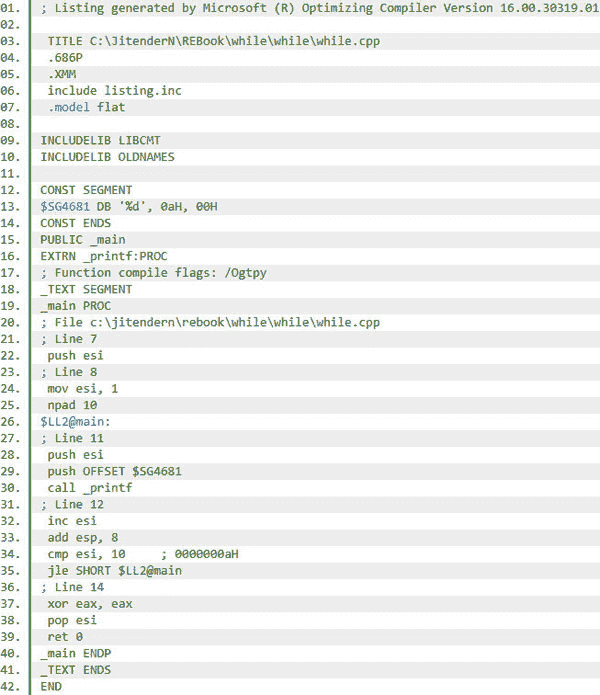 01. ; Listing generated by Microsoft (R) Optimizing Compiler Version 16.00.30319.01
02.
03. TITLE C:\JitenderN\REBook\while\while\while.cpp
04. .686P
05. .XMM
06. include listing.inc
07. .model flat
08.
09. INCLUDELIB LIBCMT
10. INCLUDELIB OLDNAMES
11.
12. CONST SEGMENT
13. $SG4681 DB '%d', 0aH, 00H
14. CONST ENDS
15. PUBLIC _main
16. EXTRN _printf:PROC
17. ; Function compile flags: /Ogtpy
18. _TEXT SEGMENT
19. _main PROC
20. ; File c:\jitendern\rebook\while\while\while.cpp
21. ; Line 7
22. push esi
23. ; Line 8
24. mov esi, 1
25. npad 10
26. $LL2@main:
27. ; Line 11
28. push esi
29. push OFFSET $SG4681
30. call _printf
31. ; Line 12
32. inc esi
33. add esp, 8
34. cmp esi, 10 ; 0000000aH
35. jle SHORT $LL2@main
36. ; Line 14
37. xor eax, eax
38. pop esi
39. ret 0
40. _main ENDP
41. _TEXT ENDS
42. END